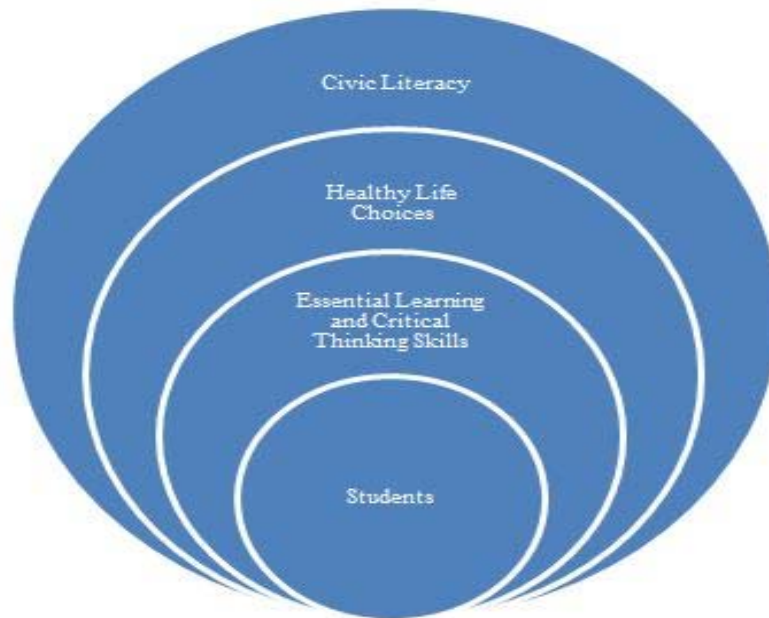 Civic Literacy
Healthy Life
Choices
Essential Learning
and Critical
Thinking Skills
Students